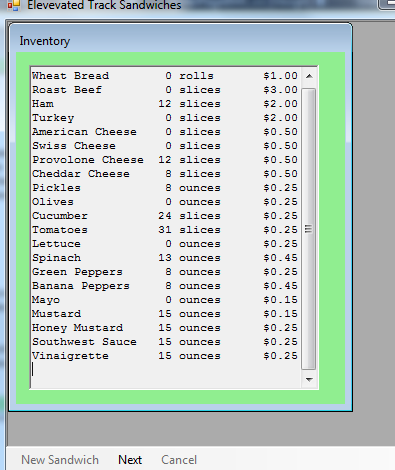 Elevevated Track Sandwiches
Inventory
Wheat Bread 0 rolls $1.00
Roast Beef 0 slices $3.00
Ham 12 slices $2.00
Turkey 0 slices $2.00
American Cheese 0 slices $0.50
Swiss Cheese 0 slices $0.50
Provolone Cheese 12 slices $0.50
Cheddar Cheese 8 slices $0.50
Pickles 8 ounces $0.25
Olives 0 ounces $0.25
Cucumber 24 slices $0.25
Tomatoes 31 slices $0.25
Lettuce 0 ounces $0.25
Spinach 13 ounces $0.45
Green Peppers 8 ounces $0.25
Banana Peppers 8 ounces $0.45
Mayo 0 ounces $0.15
Mustard 15 ounces $0.15
Honey Mustard 15 ounces $0.25
Southwest Sauce 15 ounces $0.25
Vinaigrette 15 ounces $0.25
New Sandwich Next Cancel